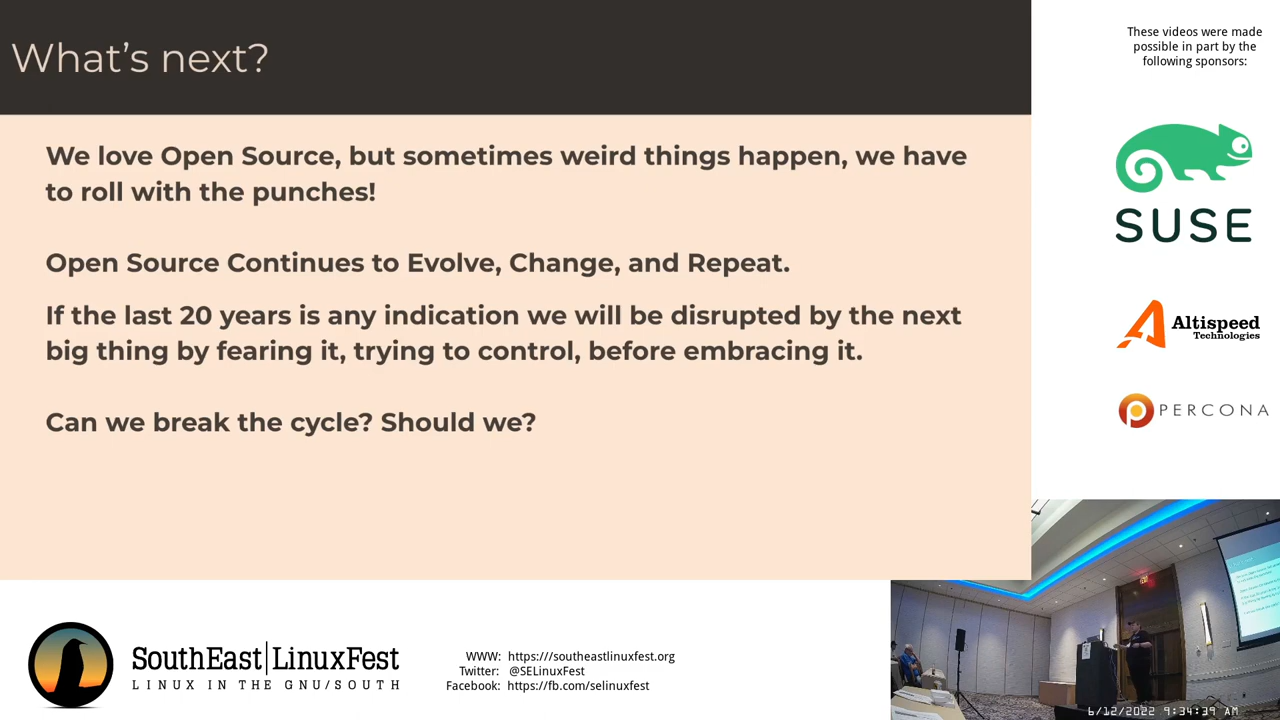 What's next?
We love Open Source, but sometimes weird things happen, we have
to roll with the punches!
Open Source Continues to Evolve, Change, and Repeat.
If the last 20 years is any indication we will be disrupted by the next
big thing by fearing it, trying to control, before embracing it.
Can we break the cycle? Should we?
These videos were made
possible in part by the
following sponsors:
SUSE
Altispeed
Technologies
PERCONA
SouthEast|LinuxFest
LINUX IN THE GNU/SOUTH
WWW: https:///southeastlinuxfest.org
Twitter: @SELinuxFest
Facebook: https://fb.com/selinuxfest
6/12/2022 9:34:39 AM